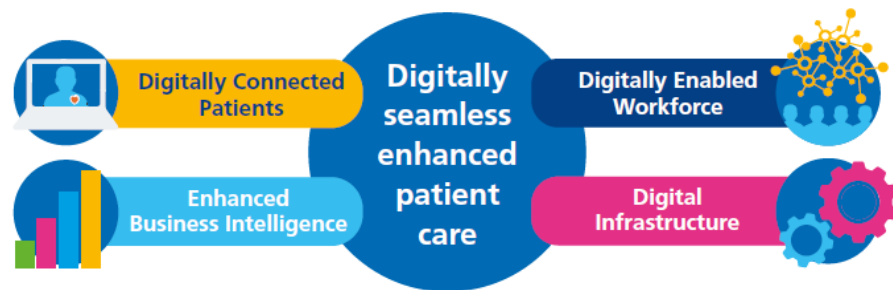 Digitally Connected
Patients
Enhanced
Business Intelligence
Digitally
seamless
enhanced
patient
care
Digitally Enabled
Workforce
Digital
Infrastructure